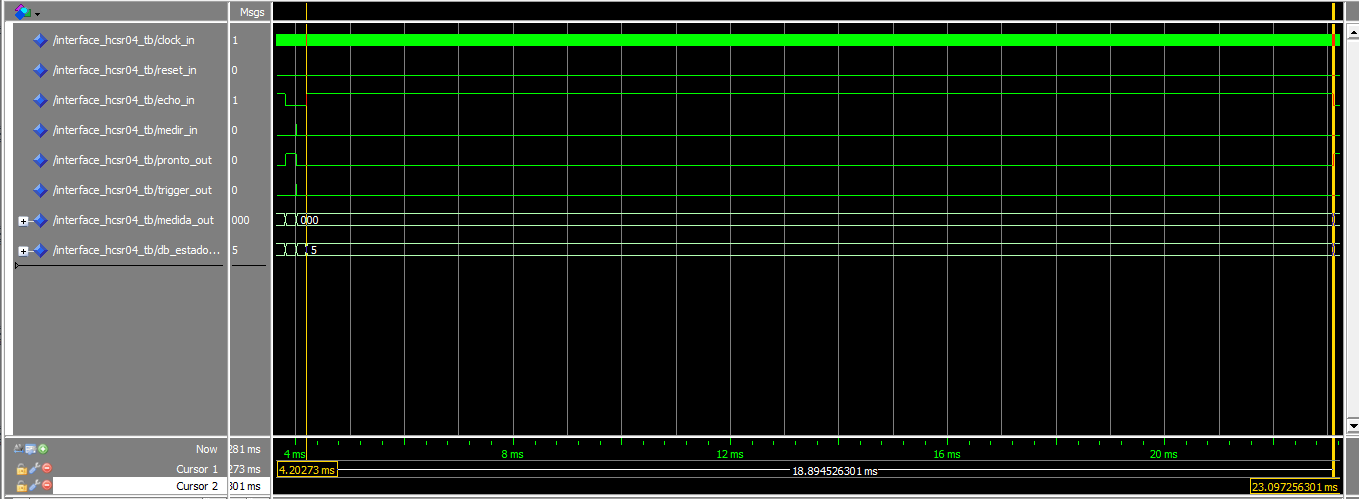 Msgs
/interface_hcsr04_tb/clock_in 1
/interface_hcsr04_tb/reset_in 0
/interface_hcsr04_tb/echo_in 1
/interface_hcsr04_tb/medir_in 0
/interface_hcsr04_tb/pronto_out 0
/interface_hcsr04_tb/trigger_out 0
/interface_hcsr04_tb/medida_out 000 000
/interface_hcsr04_tb/db_estado... 5 5
Now 281 ms 4 ms 8 ms 12 ms 16 ms 20 ms
Cursor 1 273 ms 4.20273 ms 18.894526301 ms
Cursor 2 301 ms 23.097256301 ms